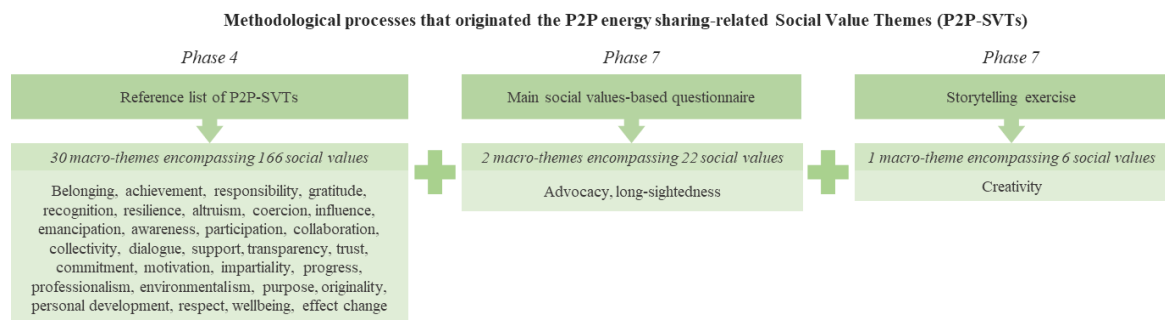 Methodological processes that originated the P2P energy sharing-related Social Value Themes (P2P-SVTs)
Phase 4
Reference list of P2P-SVTs
30 macro-themes encompassing 166 social values
Belonging, achievement, responsibility, gratitude,
recognition, resilience, altruism, coercion, influence,
emancipation, awareness, participation, collaboration,
collectivity, dialogue, support, transparency, trust,
commitment, motivation, impartiality, progress,
professionalism, environmentalism, purpose, originality,
personal development, respect, wellbeing, effect change
Phase 7
Main social values-based questionnaire
2 macro-themes encompassing 22 social values
Advocacy, long-sightedness
Phase 7
Storytelling exercise
1 macro-theme encompassing 6 social values
Creativity